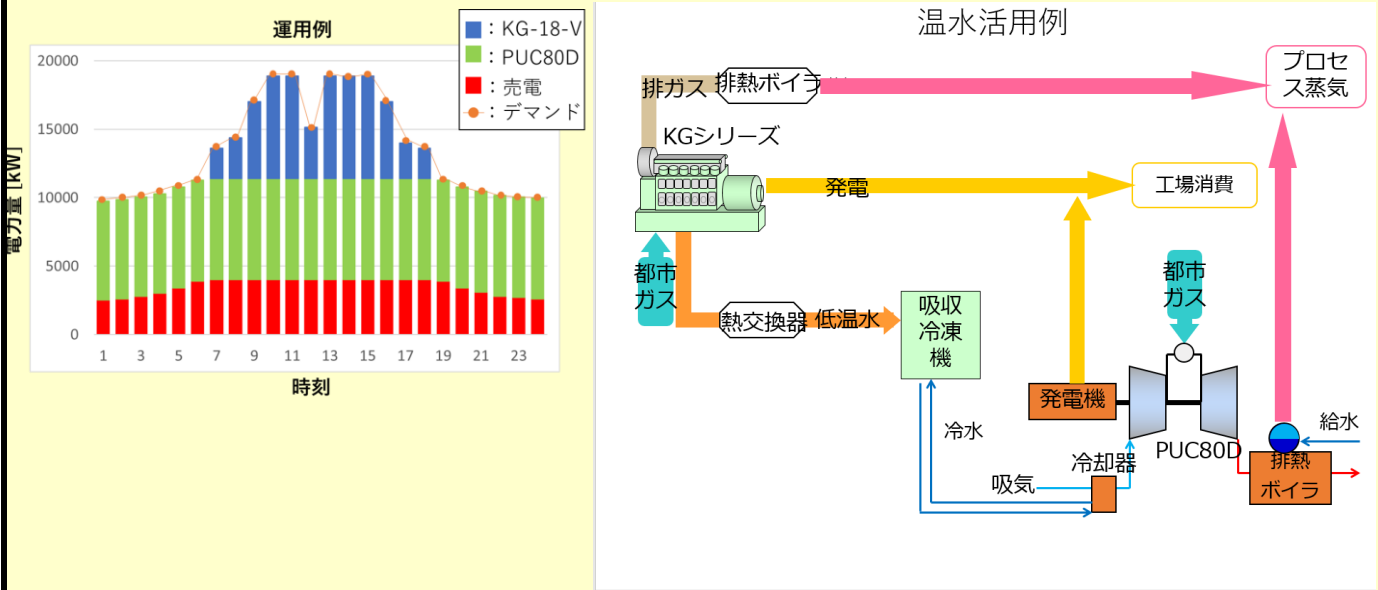 運用例
：KG-18-V
：PUC80D
：売電
：デマンド
20000
15000
10000
5000
0
電力量 [kW]
1 3 5 7 9 11 13 15 17 19 21 23
時刻
温水活用例
排ガス
排熱ボイラ
プロセ
ス蒸気
KGシリーズ
発電
工場消費
都市
ガス
熱交換器
低温水
吸収
冷凍
機
都市
ガス
発電機
冷水
PUC80D
給水
冷却器
吸気
排熱
ボイラ